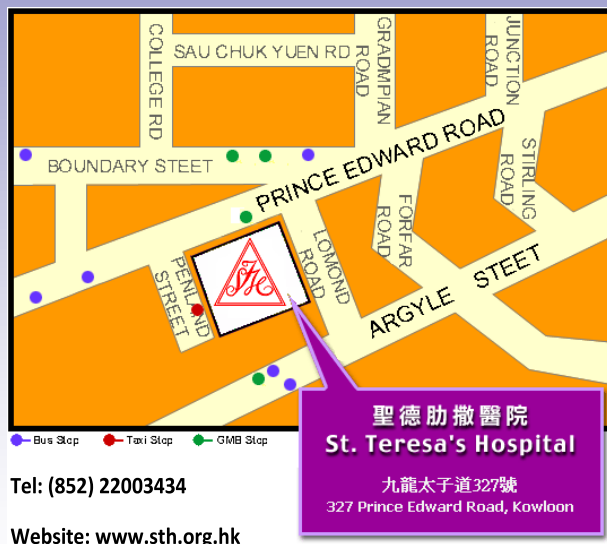 COLLEGE RD
SAU CHUK YUEN RD
GRADMPIAN
ROAD
JUNCTION
ROAD
BOUNDARY STREET
PRINCE EDWARD ROAD
STIRLING
ROAD
FORFAR
ROAD
LOMOND
ROAD
PENLAND
STREET
STH
ARGYLE STEET
Bus Stop
Taxi Stop
GMB Stop
聖德肋撒醫院
St. Teresa's Hospital
九龍太子道327號
327 Prince Edward Road, Kowloon
Tel: (852) 22003434
Website: www.sth.org.hk